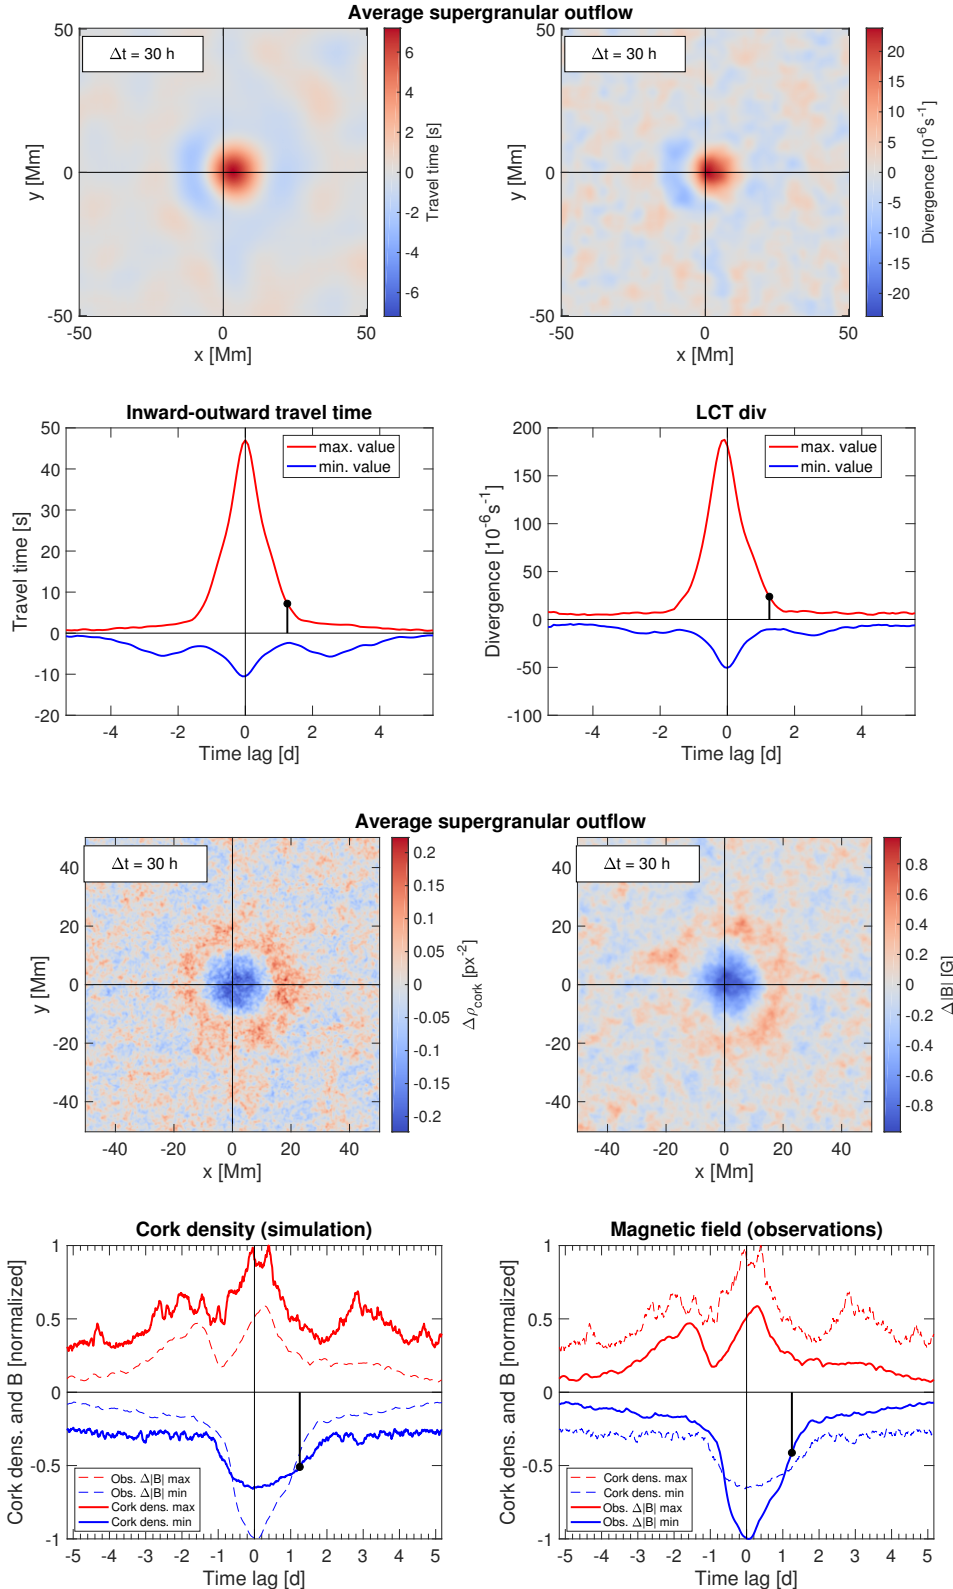 Average supergranular outflow
Δt = 30 h
50
0
-50
y [Mm]
-50 0 50
x [Mm]
6
4
2
0
-2
-4
-6
Travel time [s]
Δt = 30 h
50
0
-50
y [Mm]
-50 0 50
x [Mm]
20
15
10
5
0
-5
-10
-15
-20
Divergence [10⁻⁶s⁻¹]
Inward-outward travel time
max. value
min. value
50
40
30
20
10
0
-10
-20
Travel time [s]
-4 -2 0 2 4
Time lag [d]
LCT div
max. value
min. value
200
150
100
50
0
-50
-100
Divergence [10⁻⁶s⁻¹]
-4 -2 0 2 4
Time lag [d]
Average supergranular outflow
Δt = 30 h
40
20
0
-20
-40
y [Mm]
-40 -20 0 20 40
x [Mm]
0.2
0.15
0.1
0.05
0
-0.05
-0.1
-0.15
-0.2
Δρcork [px⁻²]
Δt = 30 h
40
20
0
-20
-40
-40 -20 0 20 40
x [Mm]
0.8
0.6
0.4
0.2
0
-0.2
-0.4
-0.6
-0.8
Δ|B| [G]
Cork density (simulation)
1
0.5
0
-0.5
-1
Cork dens. and B [normalized]
Obs. Δ|B| max
Obs. Δ|B| min
Cork dens. max
Cork dens. min
-5 -4 -3 -2 -1 0 1 2 3 4 5
Time lag [d]
Magnetic field (observations)
1
0.5
0
-0.5
-1
Cork dens. and B [normalized]
Cork dens. max
Cork dens. min
Obs. Δ|B| max
Obs. Δ|B| min
-5 -4 -3 -2 -1 0 1 2 3 4 5
Time lag [d]